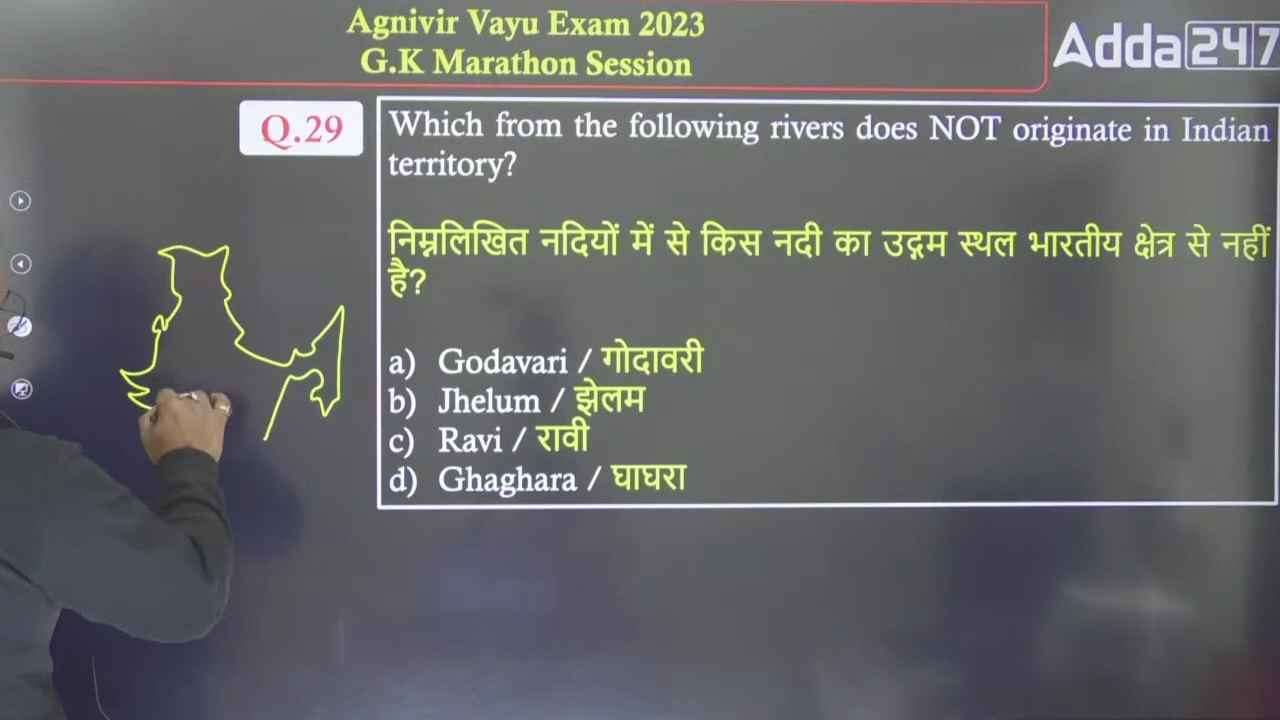 Agnivir Vayu Exam 2023
G.K Marathon Session
Adda247
Q.29
Which from the following rivers does NOT originate in Indian
territory?
निम्नलिखित नदियों में से किस नदी का उद्गम स्थल भारतीय क्षेत्र से नहीं
है?
a) Godavari / गोदावरी
b) Jhelum / झेलम
c) Ravi / रावी
d) Ghaghara / घाघरा